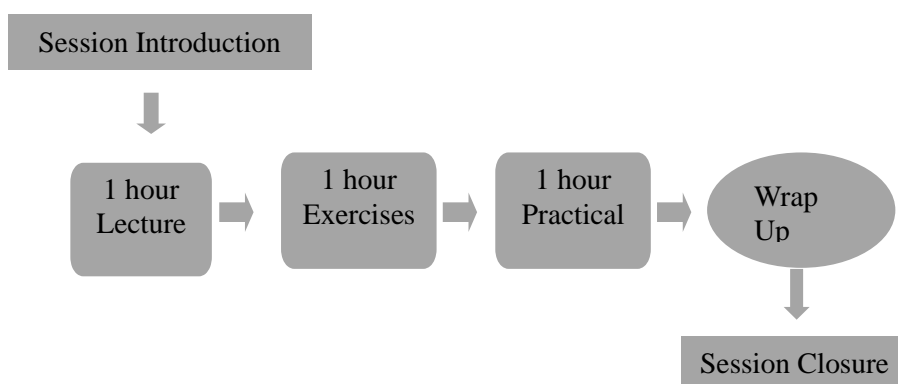 Session Introduction
1 hour
Lecture
1 hour
Exercises
1 hour
Practical
Wrap
Up
Session Closure